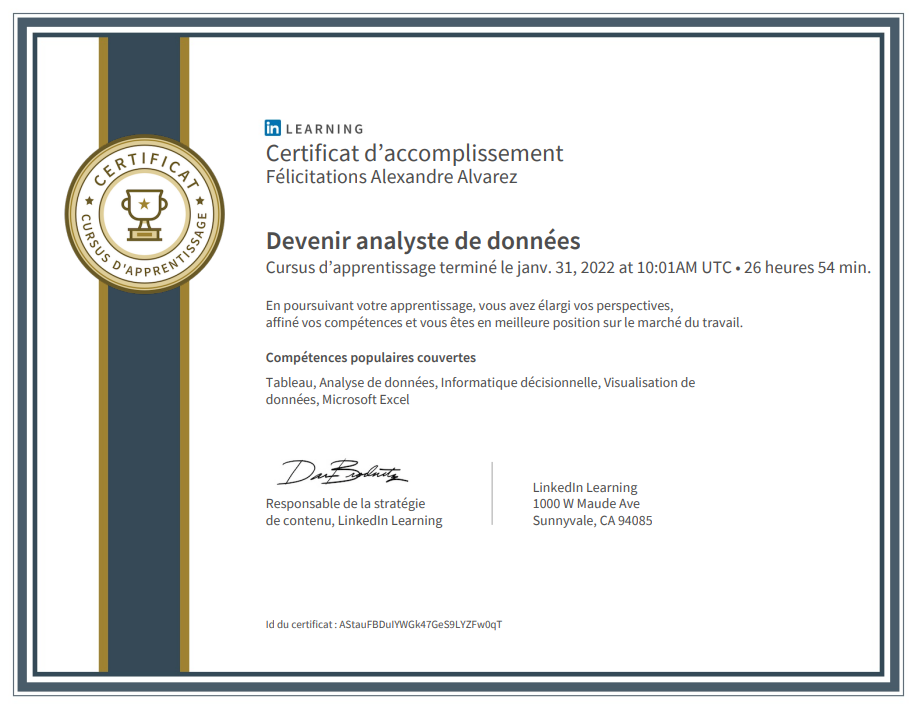 CERTIFICAT
CURSUS D'APPRENTISSAGE
in LEARNING
Certificat d’accomplissement
Félicitations Alexandre Alvarez
Devenir analyste de données
Cursus d’apprentissage terminé le janv. 31, 2022 at 10:01AM UTC • 26 heures 54 min.
En poursuivant votre apprentissage, vous avez élargi vos perspectives,
affiné vos compétences et vous êtes en meilleure position sur le marché du travail.
Compétences populaires couvertes
Tableau, Analyse de données, Informatique décisionnelle, Visualisation de
données, Microsoft Excel
Responsable de la stratégie
de contenu, LinkedIn Learning
LinkedIn Learning
1000 W Maude Ave
Sunnyvale, CA 94085
Id du certificat : AStauFBDuIYWGk47GeS9LYZFw0qT